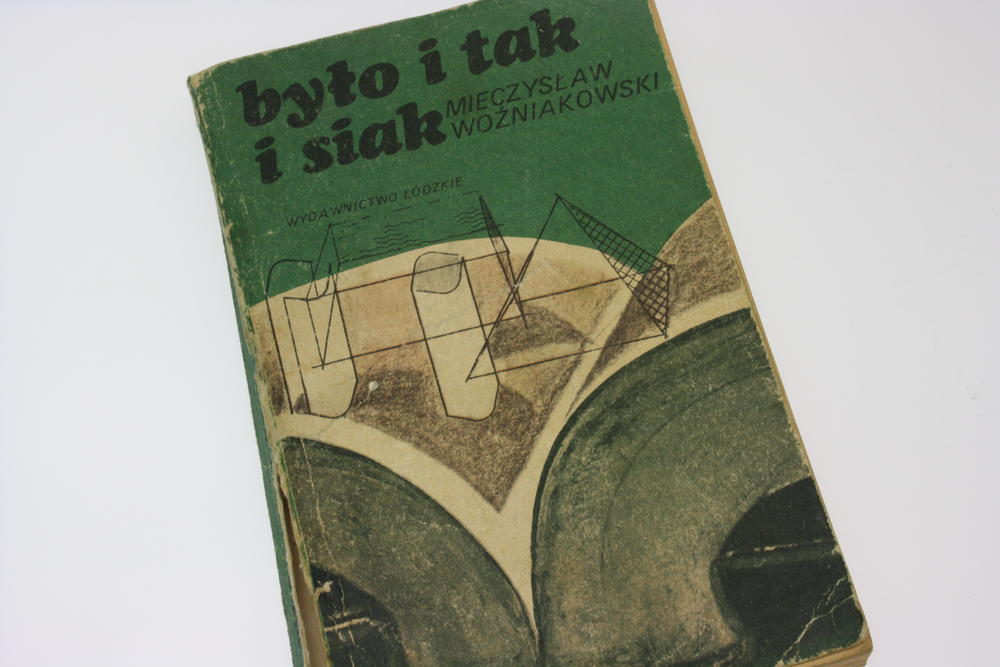 było i tak
i siak
MIECZYSŁAW
WOŹNIAKOWSKI
WYDAWNICTWO ŁÓDZKIE